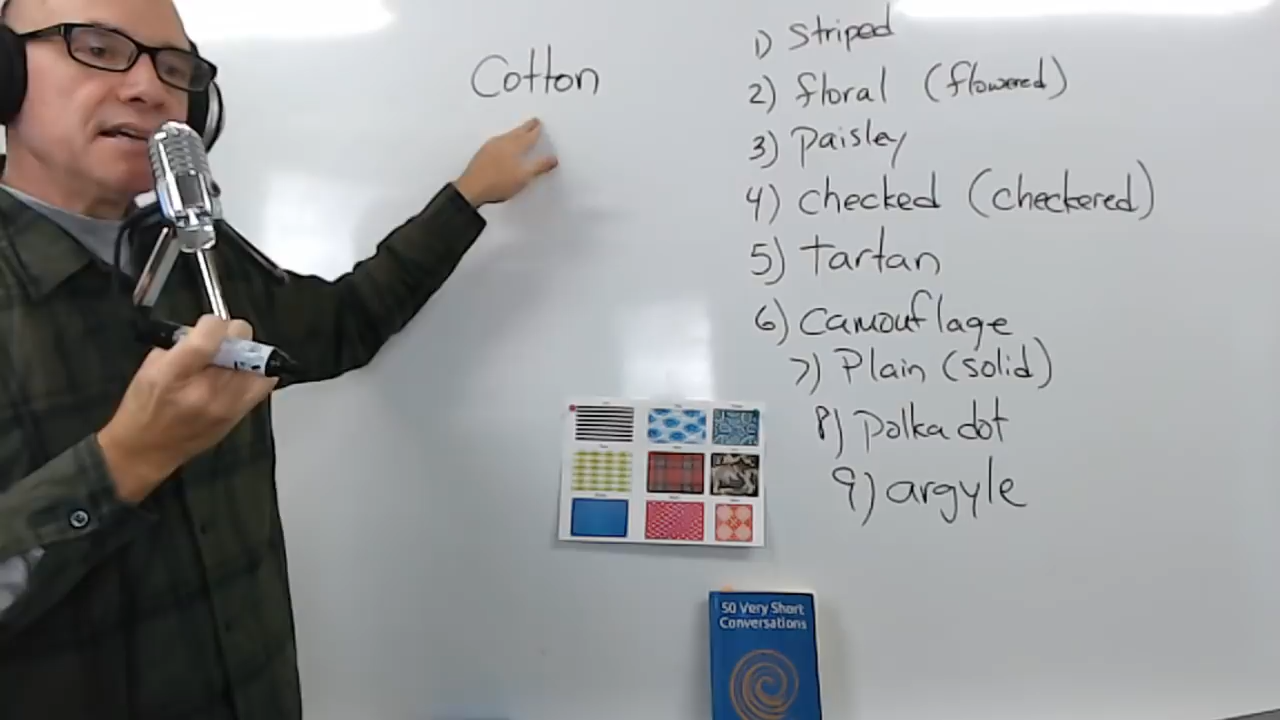 Cotton
1) Striped
2) floral (flowered)
3) Paisley
4) checked (checkered)
5) tartan
6) camouflage
7) Plain (solid)
8) polka dot
9) argyle
50 Very Short
Conversations